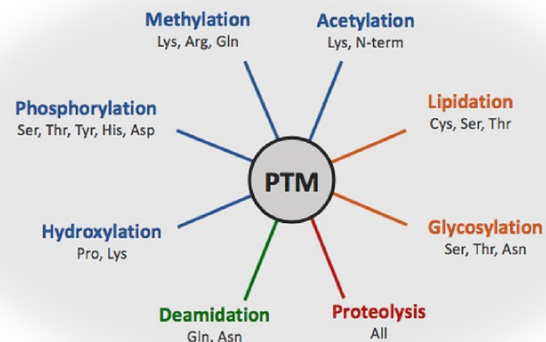 Methylation
Lys, Arg, Gln
Acetylation
Lys, N-term
Phosphorylation
Ser, Thr, Tyr, His, Asp
Lipidation
Cys, Ser, Thr
PTM
Hydroxylation
Pro, Lys
Glycosylation
Ser, Thr, Asn
Deamidation
Gln, Asn
Proteolysis
All